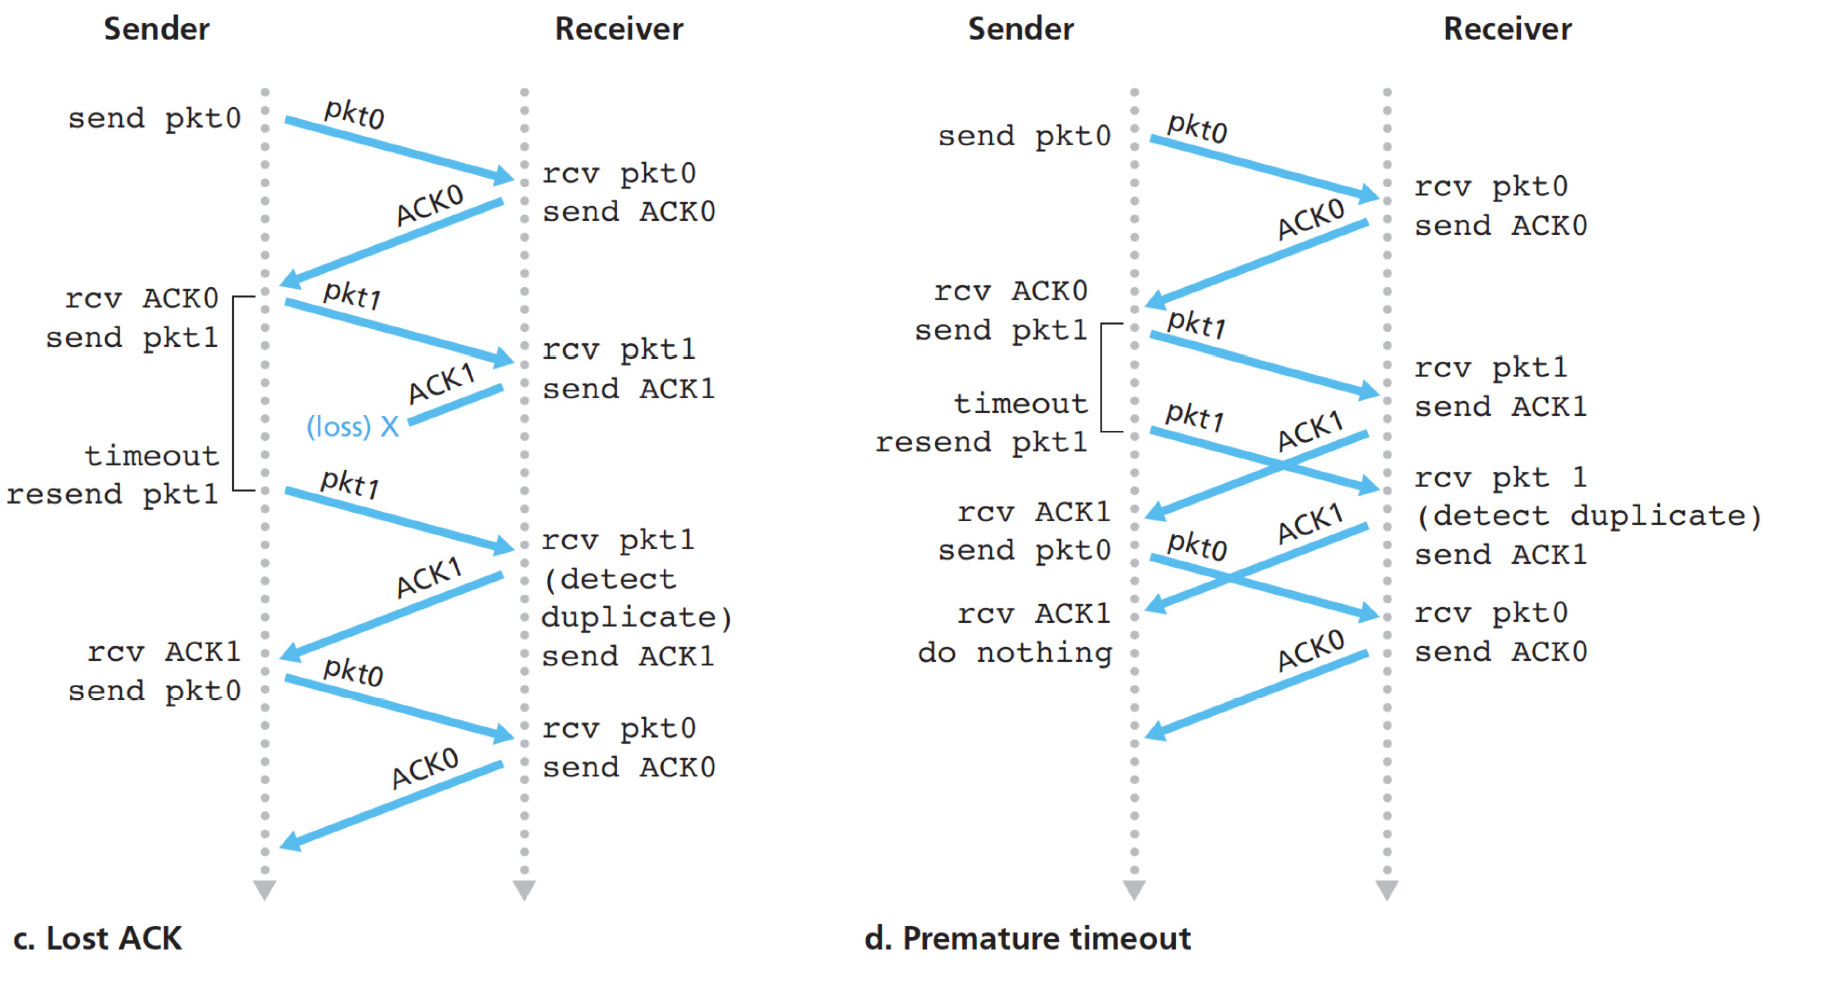 Sender
Receiver
send pkt0
pkt0
rcv pkt0
send ACK0
ACK0
rcv ACK0
send pkt1
pkt1
rcv pkt1
send ACK1
ACK1
(loss) X
timeout
resend pkt1
pkt1
rcv pkt1
(detect
duplicate)
send ACK1
ACK1
rcv ACK1
send pkt0
pkt0
rcv pkt0
send ACK0
ACK0
c. Lost ACK
Sender
Receiver
send pkt0
pkt0
rcv pkt0
send ACK0
ACK0
rcv ACK0
send pkt1
pkt1
rcv pkt1
send ACK1
timeout
resend pkt1
pkt1
ACK1
rcv pkt 1
(detect duplicate)
send ACK1
rcv ACK1
send pkt0
pkt0
ACK1
rcv ACK1
do nothing
rcv pkt0
send ACK0
ACK0
d. Premature timeout